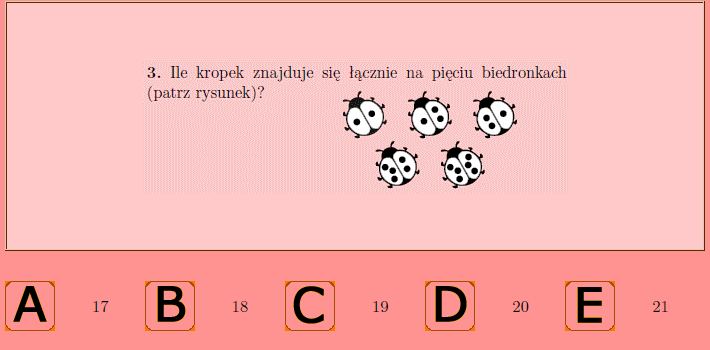 3. Ile kropek znajduje się łącznie na pięciu biedronkach
(patrz rysunek)?
A 17 B 18 C 19 D 20 E 21